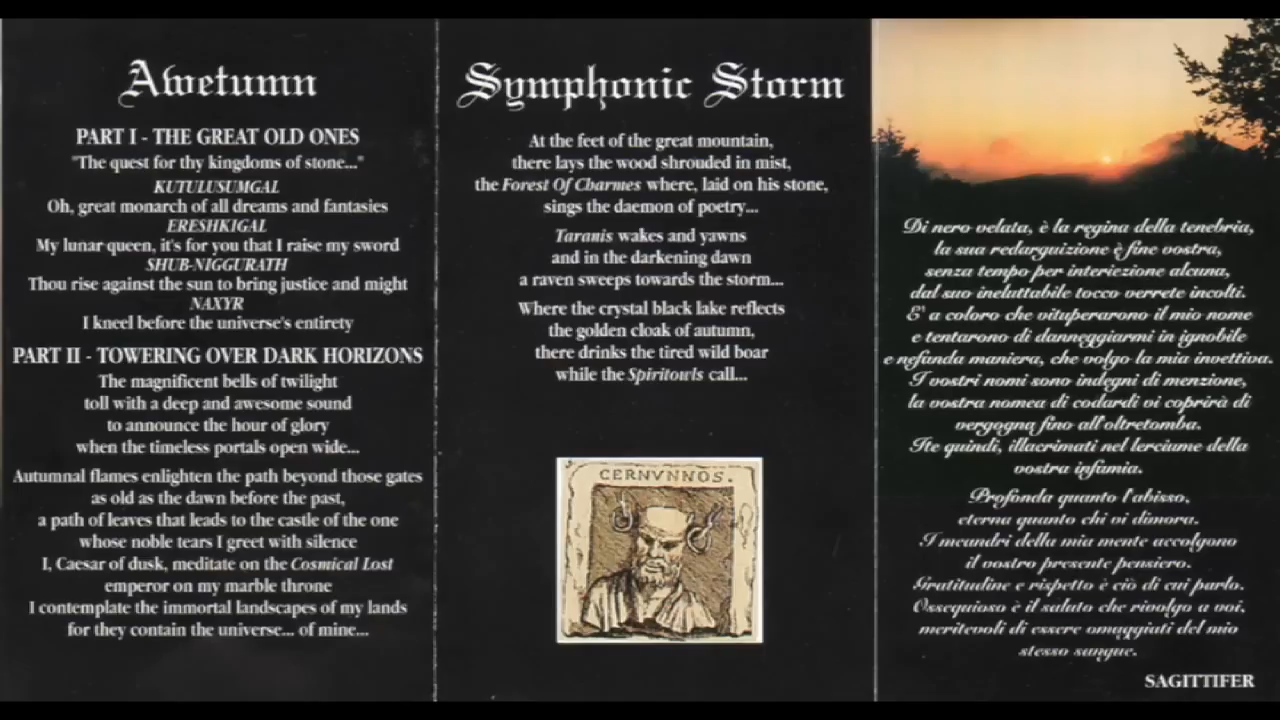 Awetumn
PART I - THE GREAT OLD ONES
"The quest for thy kingdoms of stone..."
KUTULUSUMGAL
Oh, great monarch of all dreams and fantasies
ERESHKIGAL
My lunar queen, it's for you that I raise my sword
SHUB-NIGGURATH
Thou rise against the sun to bring justice and might
NAXYR
I kneel before the universe's entirety
PART II - TOWERING OVER DARK HORIZONS
The magnificent bells of twilight
toll with a deep and awesome sound
to announce the hour of glory
when the timeless portals open wide...
Autumnal flames enlighten the path beyond those gates
as old as the dawn before the past,
a path of leaves that leads to the castle of the one
whose noble tears I greet with silence
I, Caesar of dusk, meditate on the Cosmical Lost
emperor on my marble throne
I contemplate the immortal landscapes of my lands
for they contain the universe... of mine...
Symphonic Storm
At the feet of the great mountain,
there lays the wood shrouded in mist,
the Forest Of Charmes where, laid on his stone,
sings the daemon of poetry...
Taranis wakes and yawns
and in the darkening dawn
a raven sweeps towards the storm...
Where the crystal black lake reflects
the golden cloak of autumn,
there drinks the tired wild boar
while the Spiritowls call...
CERNVNNOS.
Di nero velata, è la regina della tenebria,
la sua redarguizione è fine vostra,
senza tempo per interiezione alcuna,
dal suo ineluttabile tocco verrete incolti.
E' a coloro che vituperarono il mio nome
e tentarono di danneggiarmi in ignobile
e nefanda maniera, che volgo la mia invettiva.
I vostri nomi sono indegni di menzione,
la vostra nomea di codardi vi coprirà di
vergogna fino all'oltretomba.
Ite quindi, illacrimati nel lerciume della
vostra infamia.
Profonda quanto l'abisso,
eterna quanto chi vi dimora.
I meandri della mia mente accolgono
il vostro presente pensiero.
Gratitudine e rispetto è ciò di cui parlo.
Ossequioso è il saluto che rivolgo a voi,
meritevoli di essere omaggiati del mio
stesso sangue.
SAGITTIFER